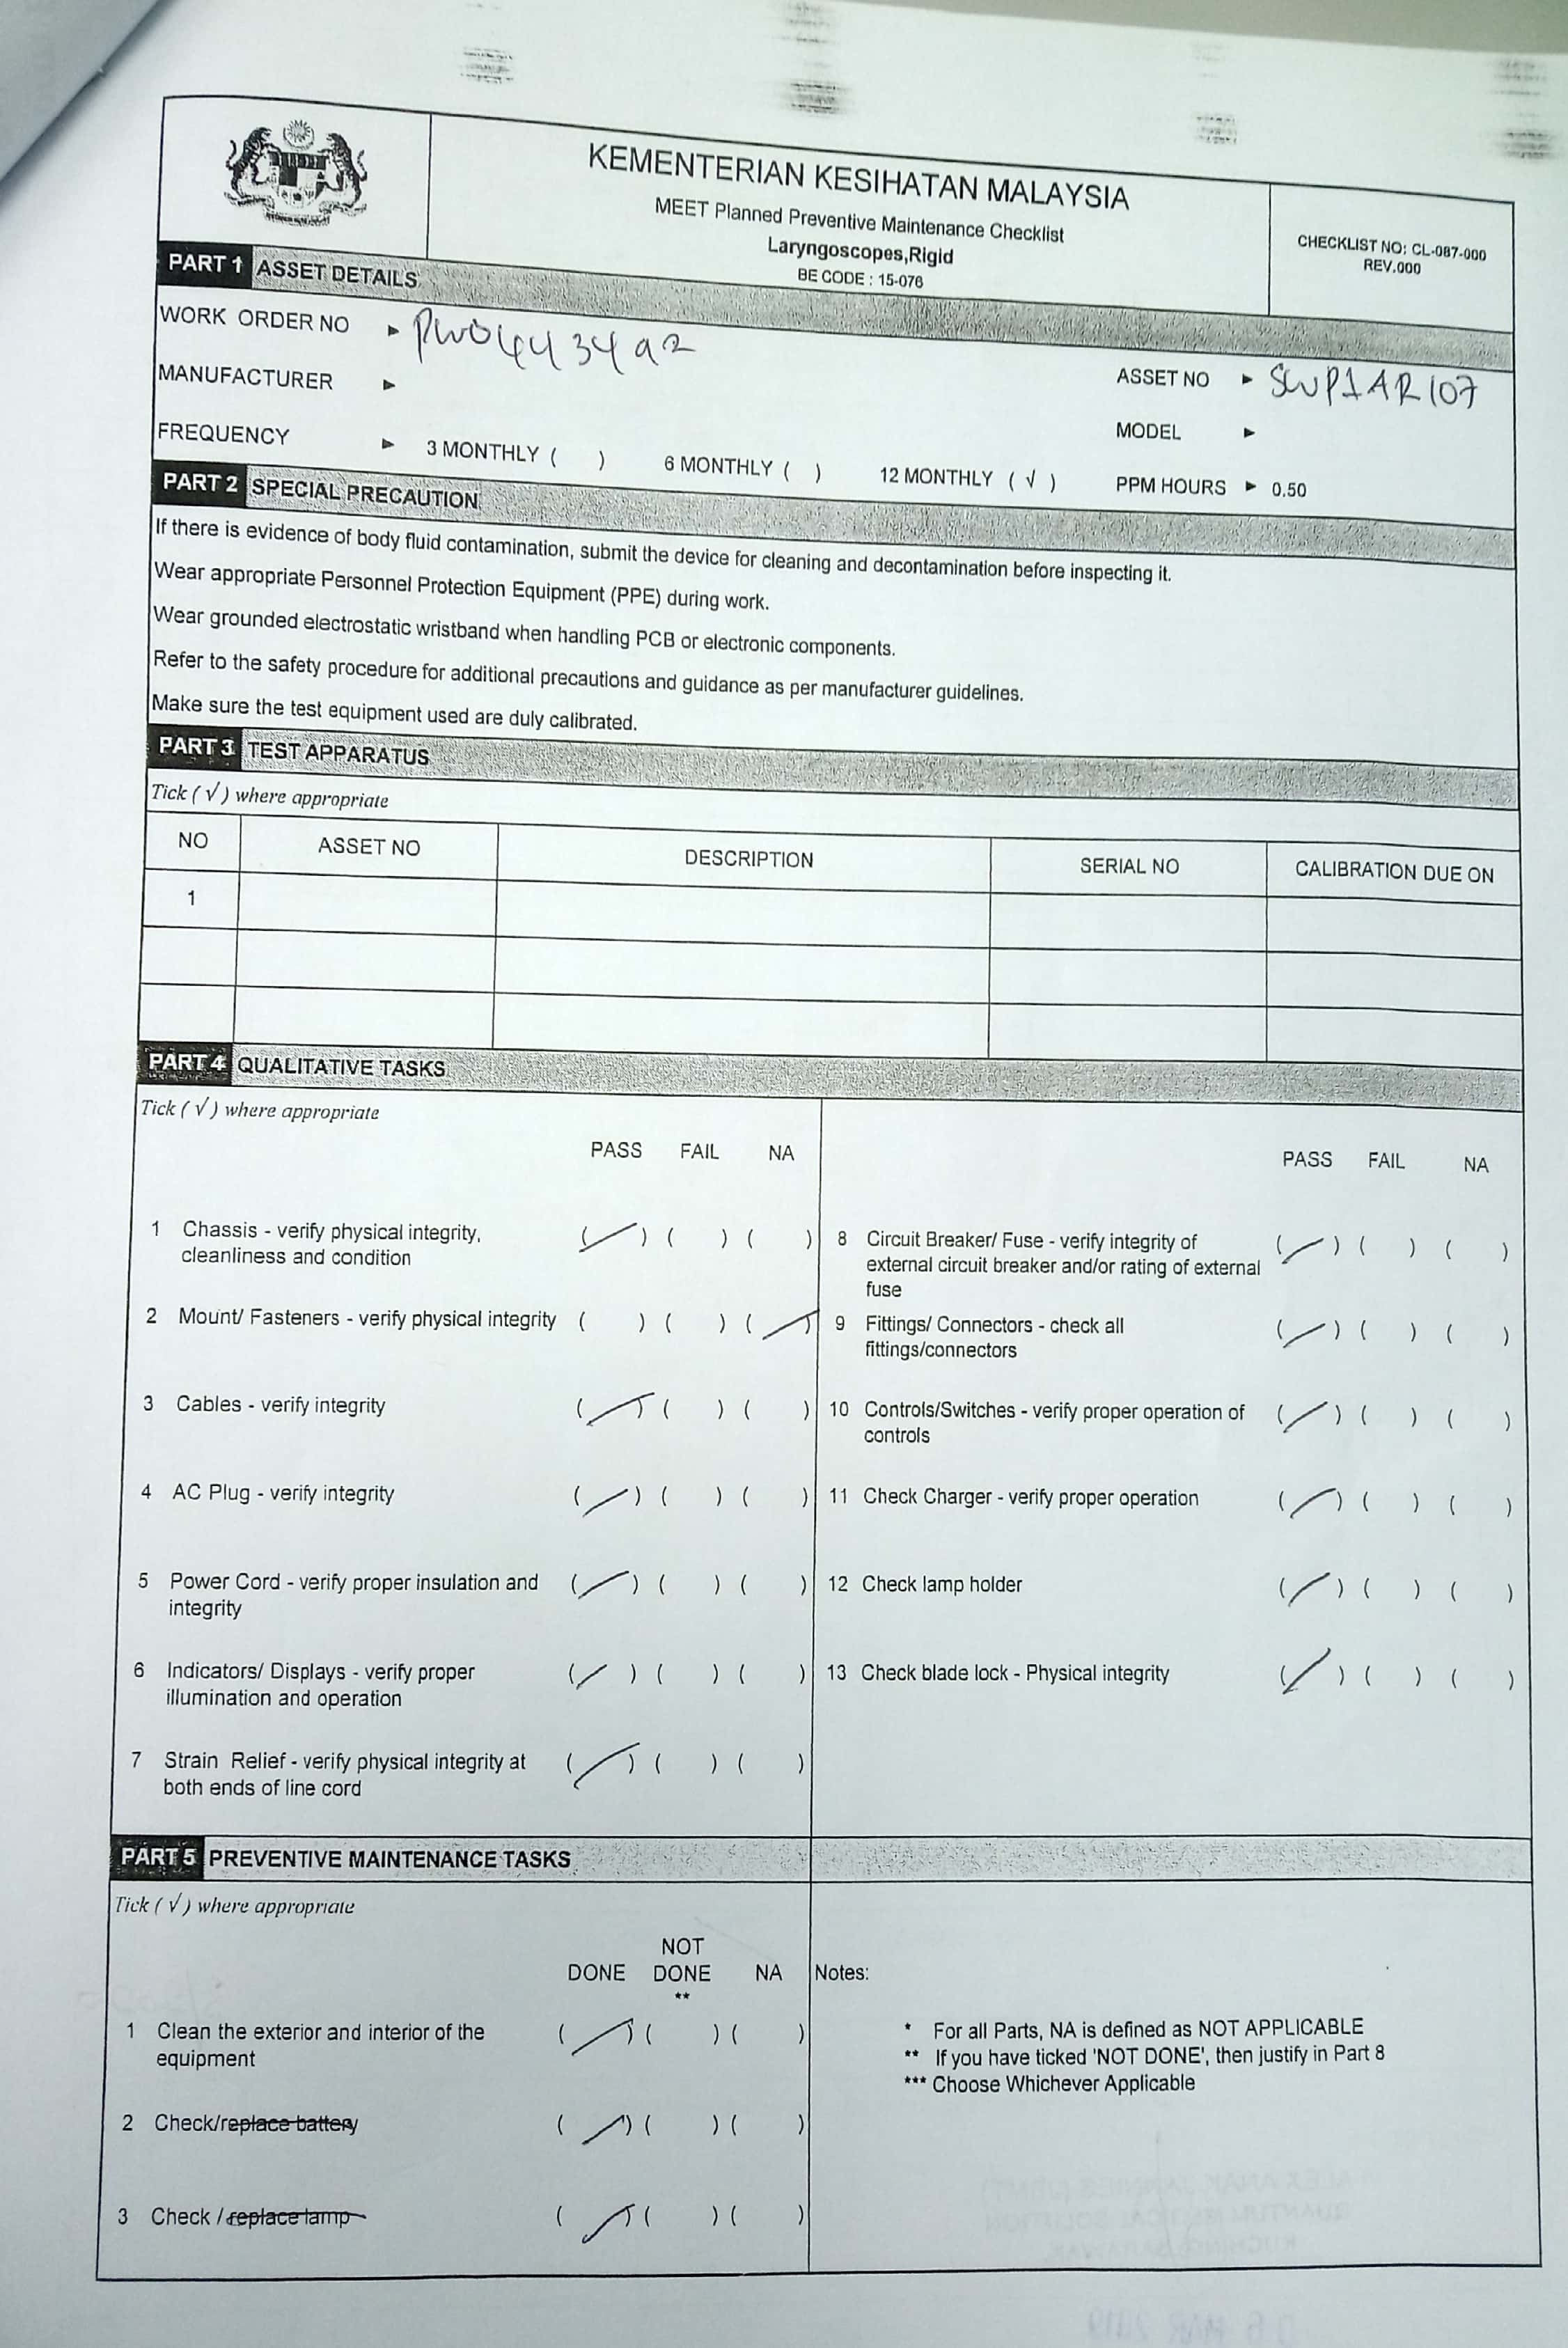 KEMENTERIAN KESIHATAN MALAYSIA
MEET Planned Preventive Maintenance Checklist
Laryngoscopes,Rigid
BE CODE : 15-076
CHECKLIST NO: CL-087-000
REV.000
PART 1 ASSET DETAILS
WORK ORDER NO ► PWO443492
ASSET NO ► SWP1AR107
MANUFACTURER ►
MODEL ►
FREQUENCY ► 3 MONTHLY ( ) 6 MONTHLY ( ) 12 MONTHLY ( √ ) PPM HOURS ► 0.50
PART 2 SPECIAL PRECAUTION
If there is evidence of body fluid contamination, submit the device for cleaning and decontamination before inspecting it.
Wear appropriate Personnel Protection Equipment (PPE) during work.
Wear grounded electrostatic wristband when handling PCB or electronic components.
Refer to the safety procedure for additional precautions and guidance as per manufacturer guidelines.
Make sure the test equipment used are duly calibrated.
PART 3 TEST APPARATUS
Tick ( √ ) where appropriate
NO ASSET NO DESCRIPTION SERIAL NO CALIBRATION DUE ON
1
PART 4 QUALITATIVE TASKS
Tick ( √ ) where appropriate
PASS FAIL NA
1 Chassis - verify physical integrity, ( / ) ( ) ( )
cleanliness and condition
2 Mount/ Fasteners - verify physical integrity ( ) ( ) ( / )
3 Cables - verify integrity ( / ) ( ) ( )
4 AC Plug - verify integrity ( / ) ( ) ( )
5 Power Cord - verify proper insulation and ( / ) ( ) ( )
integrity
6 Indicators/ Displays - verify proper ( / ) ( ) ( )
illumination and operation
7 Strain Relief - verify physical integrity at ( / ) ( ) ( )
both ends of line cord
PASS FAIL NA
8 Circuit Breaker/ Fuse - verify integrity of ( / ) ( ) ( )
external circuit breaker and/or rating of external
fuse
9 Fittings/ Connectors - check all ( / ) ( ) ( )
fittings/connectors
10 Controls/Switches - verify proper operation of ( / ) ( ) ( )
controls
11 Check Charger - verify proper operation ( / ) ( ) ( )
12 Check lamp holder ( / ) ( ) ( )
13 Check blade lock - Physical integrity ( / ) ( ) ( )
PART 5 PREVENTIVE MAINTENANCE TASKS
Tick ( √ ) where appropriate
DONE NOT DONE ** NA
1 Clean the exterior and interior of the ( / ) ( ) ( )
equipment
2 Check/replace battery ( / ) ( ) ( )
3 Check / replace lamp ( / ) ( ) ( )
Notes:
* For all Parts, NA is defined as NOT APPLICABLE
** If you have ticked 'NOT DONE', then justify in Part 8
*** Choose Whichever Applicable